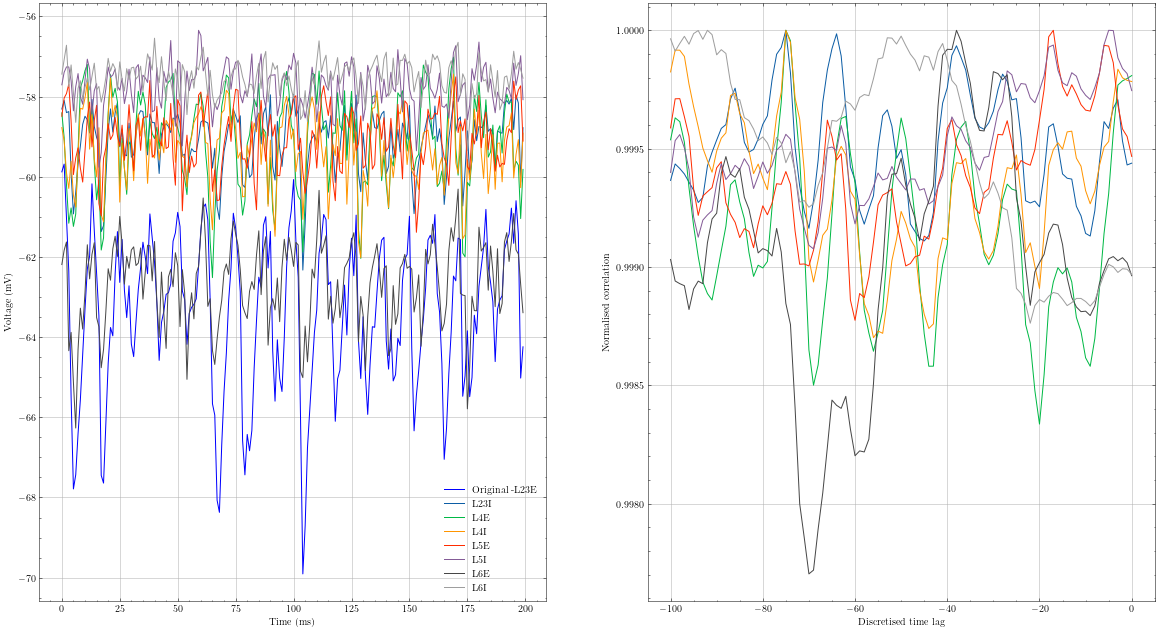 −56
−58
−60
−62
−64
−66
−68
−70
Voltage (mV)
0
25
50
75
100
125
150
175
200
Time (ms)
Original -L23E
L23I
L4E
L4I
L5E
L5I
L6E
L6I
1.0000
0.9995
0.9990
0.9985
0.9980
Normalised correlation
−100
−80
−60
−40
−20
0
Discretised time lag